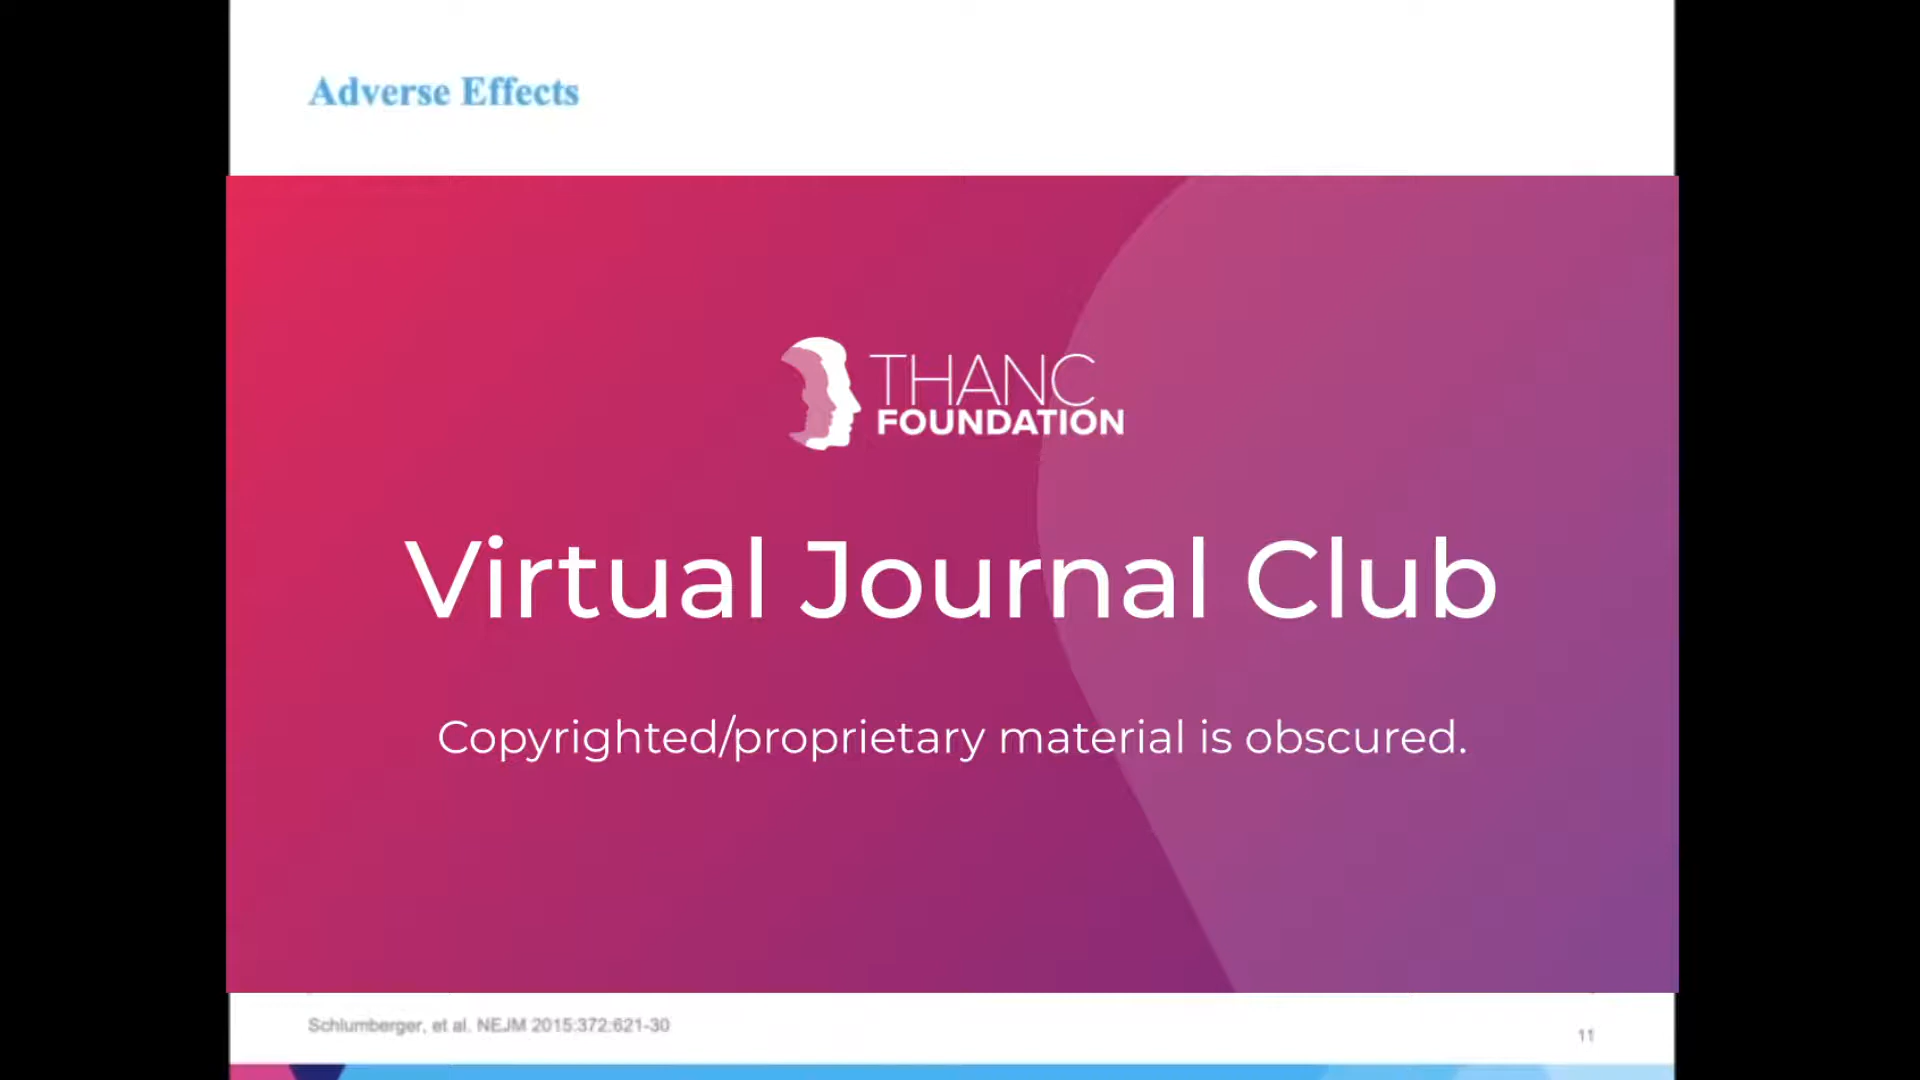 Adverse Effects
THANC
FOUNDATION
Virtual Journal Club
Copyrighted/proprietary material is obscured.
Schlumberger, et al. NEJM 2015:372:621-30
11